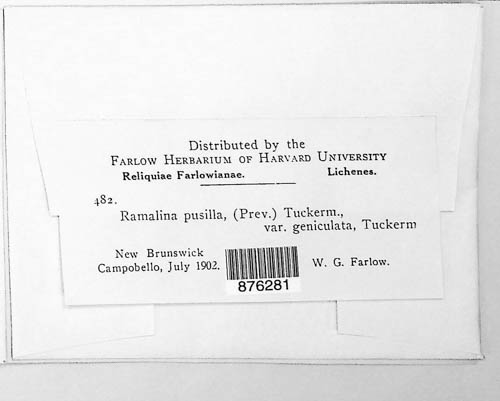 Distributed by the
FARLOW HERBARIUM OF HARVARD UNIVERSITY
Reliquiae Farlowianae. Lichenes.
482.
Ramalina pusilla, (Prev.) Tuckerm.,
var. geniculata, Tuckerm
New Brunswick
Campobello, July 1902. W. G. Farlow.
876281